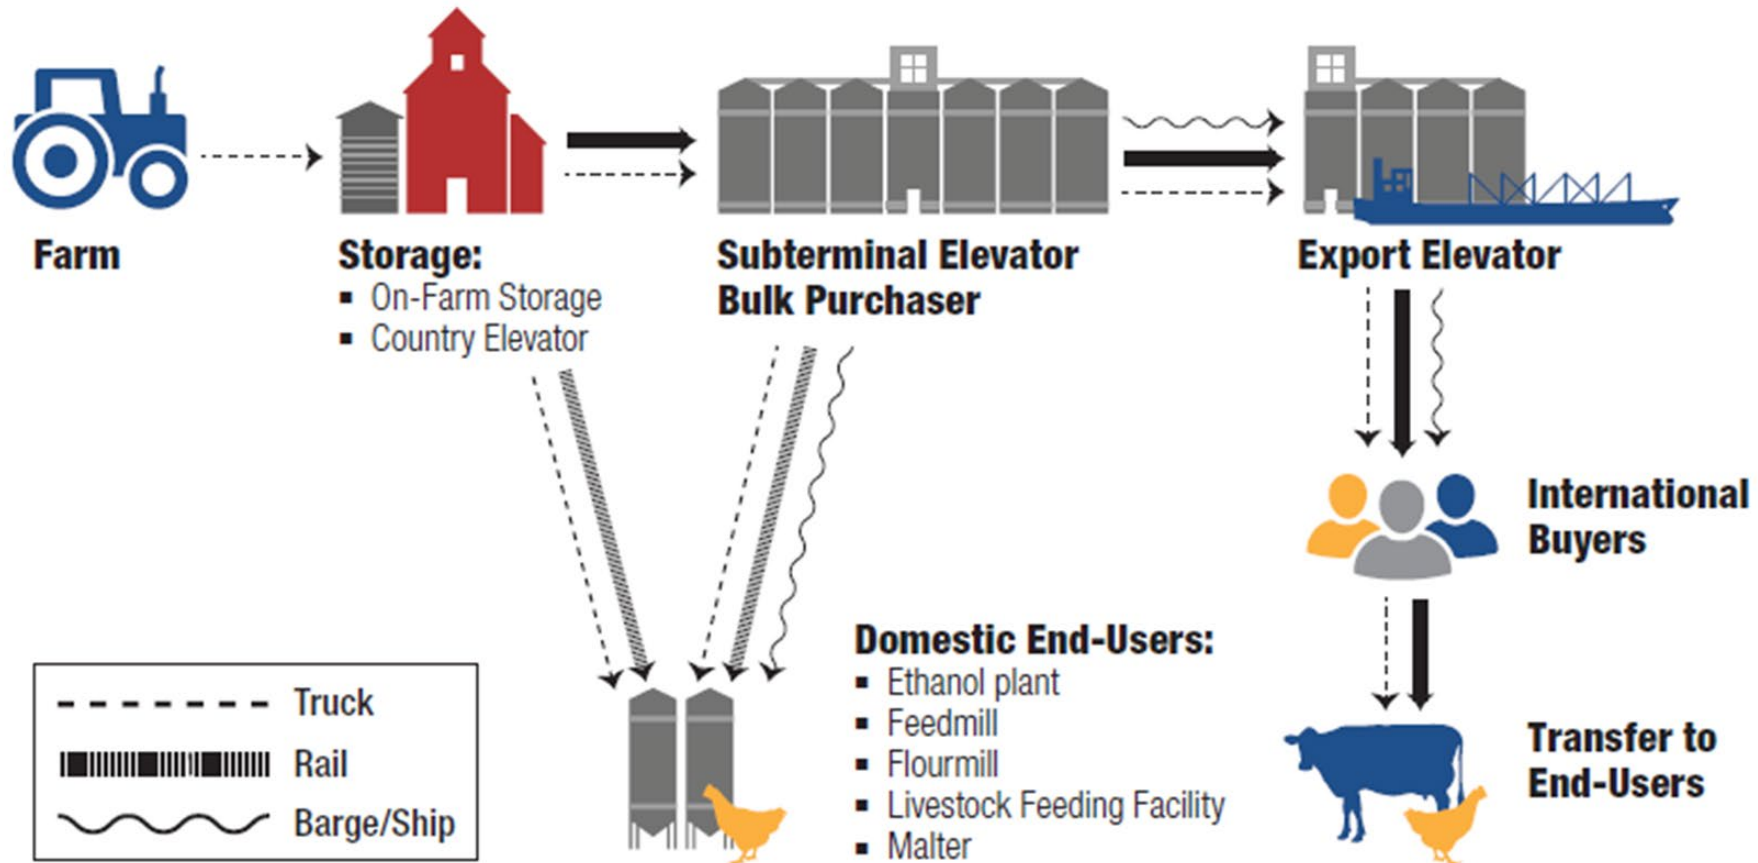 Farm
Storage:
▪ On-Farm Storage
▪ Country Elevator
Subterminal Elevator
Bulk Purchaser
Export Elevator
International
Buyers
Domestic End-Users:
▪ Ethanol plant
▪ Feedmill
▪ Flourmill
▪ Livestock Feeding Facility
▪ Malter
Transfer to
End-Users
Truck
Rail
Barge/Ship